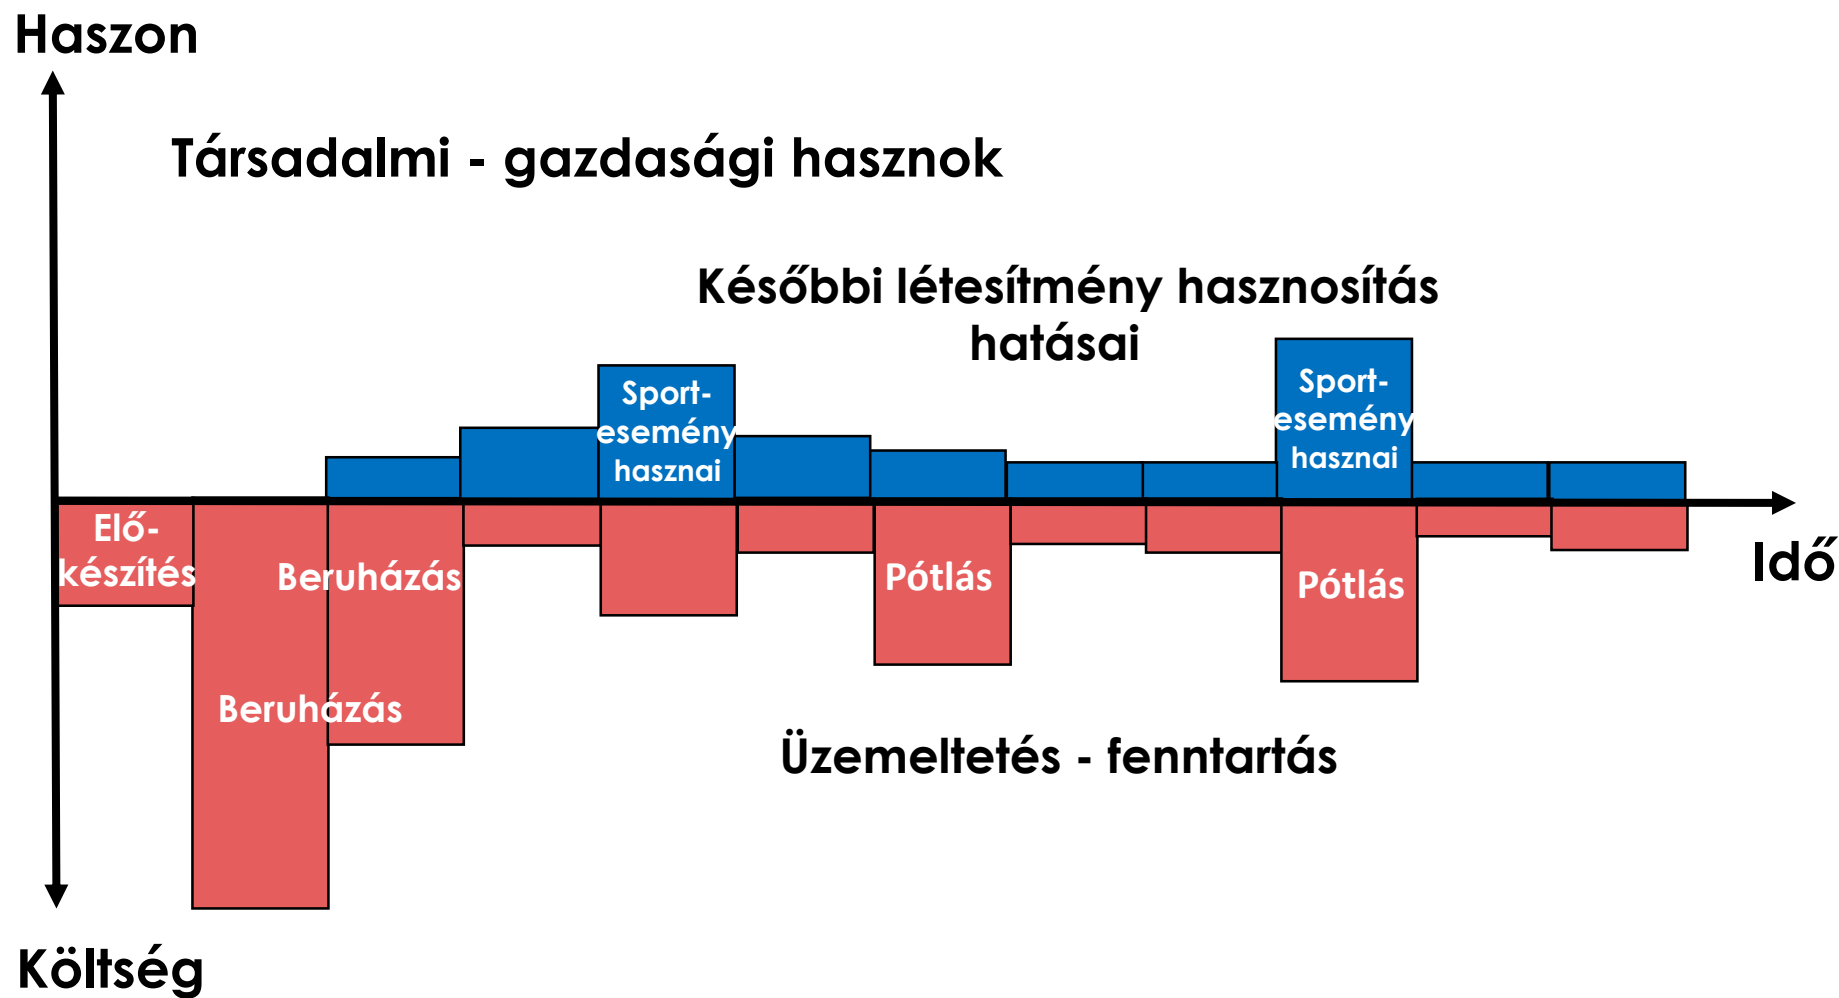 Haszon
Társadalmi - gazdasági hasznok
Későbbi létesítmény hasznosítás
hatásai
Sport-
esemény
hasznai
Sport-
esemény
hasznai
Elő-
készítés
Beruházás
Pótlás
Pótlás
Idő
Beruházás
Üzemeltetés - fenntartás
Költség